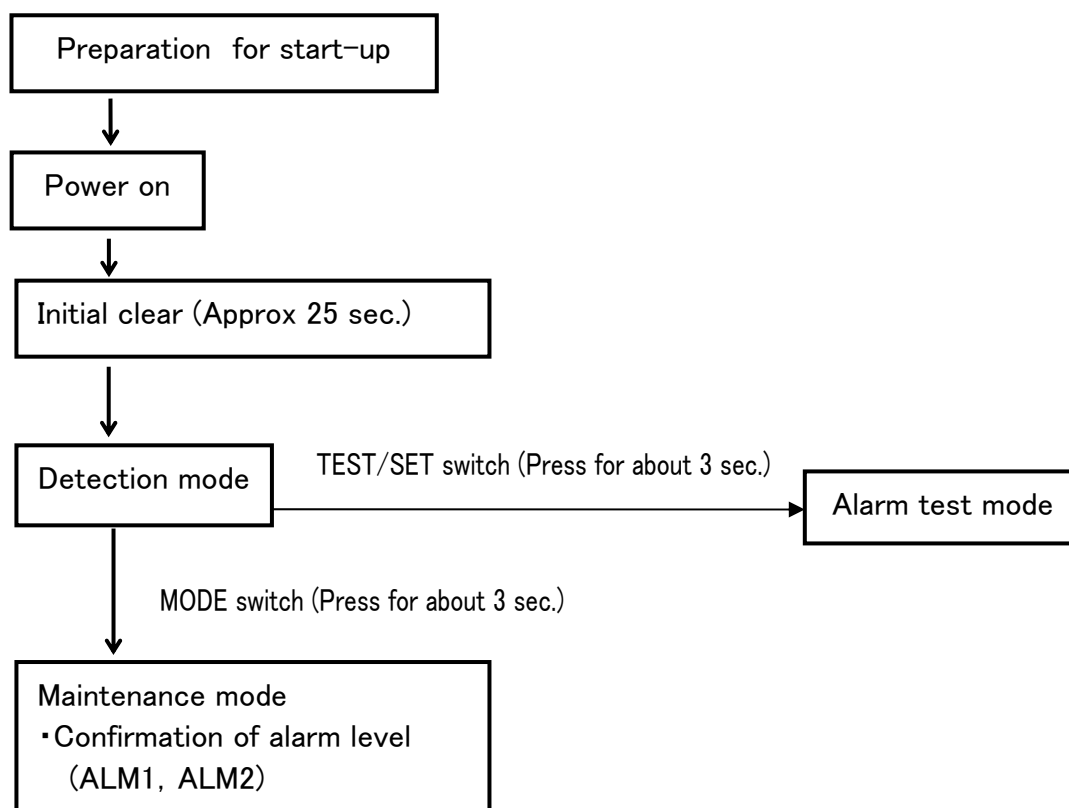 Preparation for start-up
Power on
Initial clear (Approx 25 sec.)
Detection mode
TEST/SET switch (Press for about 3 sec.)
Alarm test mode
MODE switch (Press for about 3 sec.)
Maintenance mode
・Confirmation of alarm level
(ALM1, ALM2)